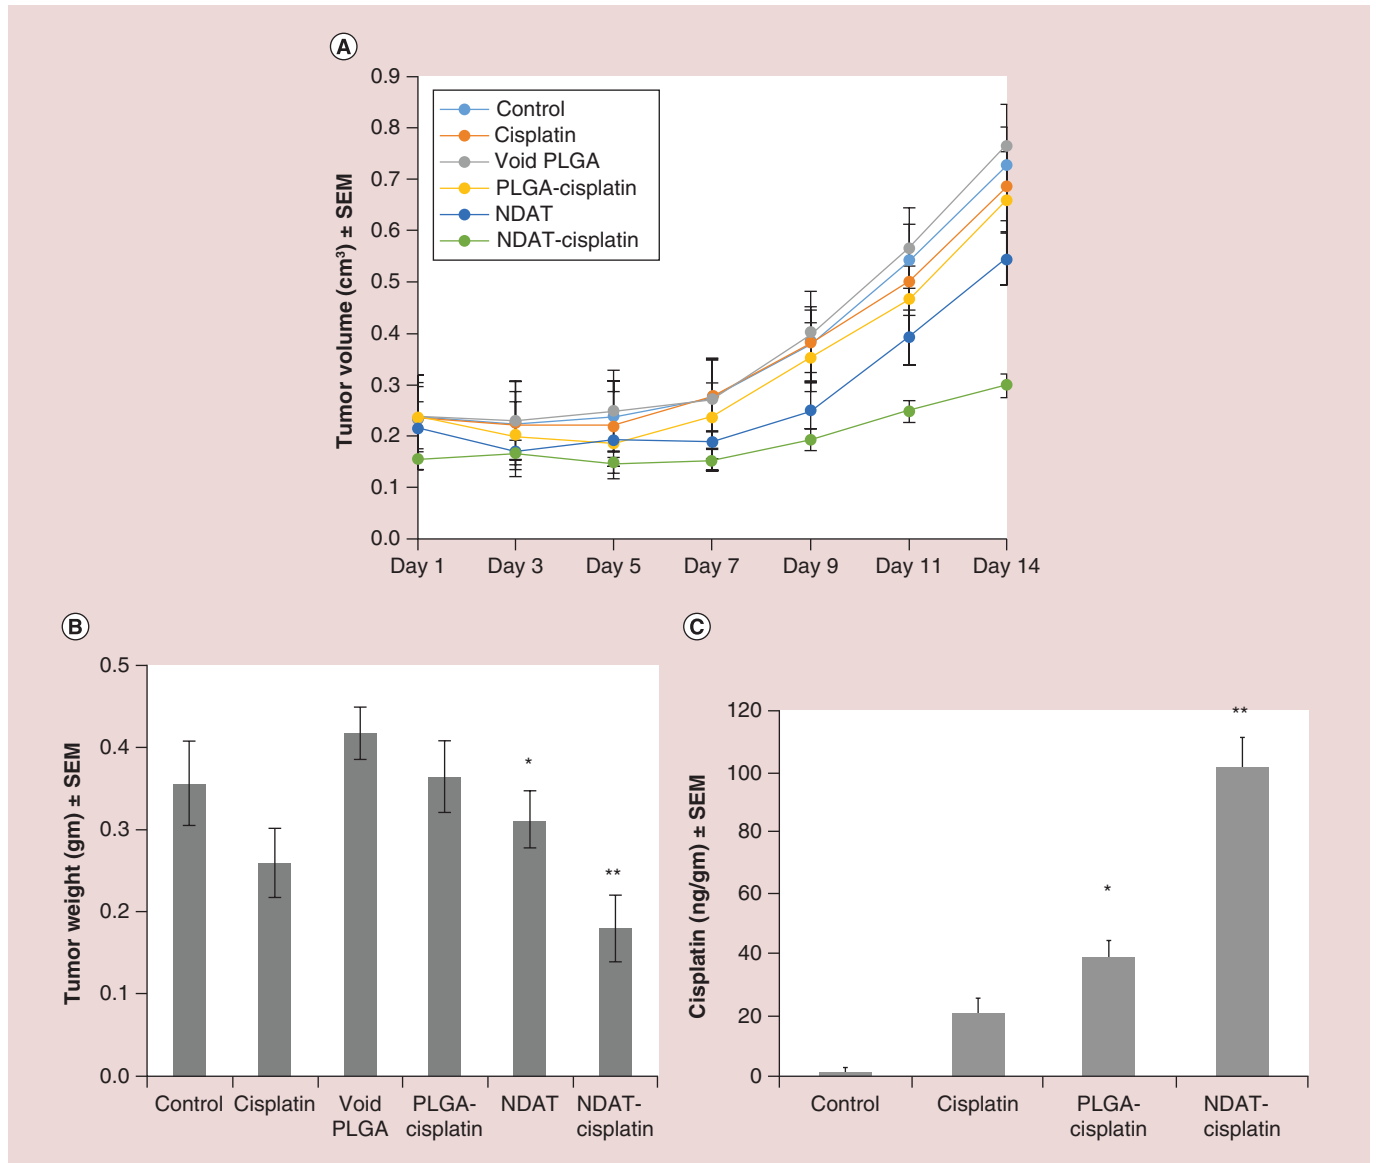 A
Tumor volume (cm³) ± SEM
0.9
0.8
0.7
0.6
0.5
0.4
0.3
0.2
0.1
0.0
Control
Cisplatin
Void PLGA
PLGA-cisplatin
NDAT
NDAT-cisplatin
Day 1 Day 3 Day 5 Day 7 Day 9 Day 11 Day 14
B
Tumor weight (gm) ± SEM
0.5
0.4
0.3
0.2
0.1
0.0
*
**
Control Cisplatin Void PLGA- NDAT NDAT-
PLGA cisplatin cisplatin
C
Cisplatin (ng/gm) ± SEM
120
100
80
60
40
20
0
*
**
Control Cisplatin PLGA- NDAT-
cisplatin cisplatin